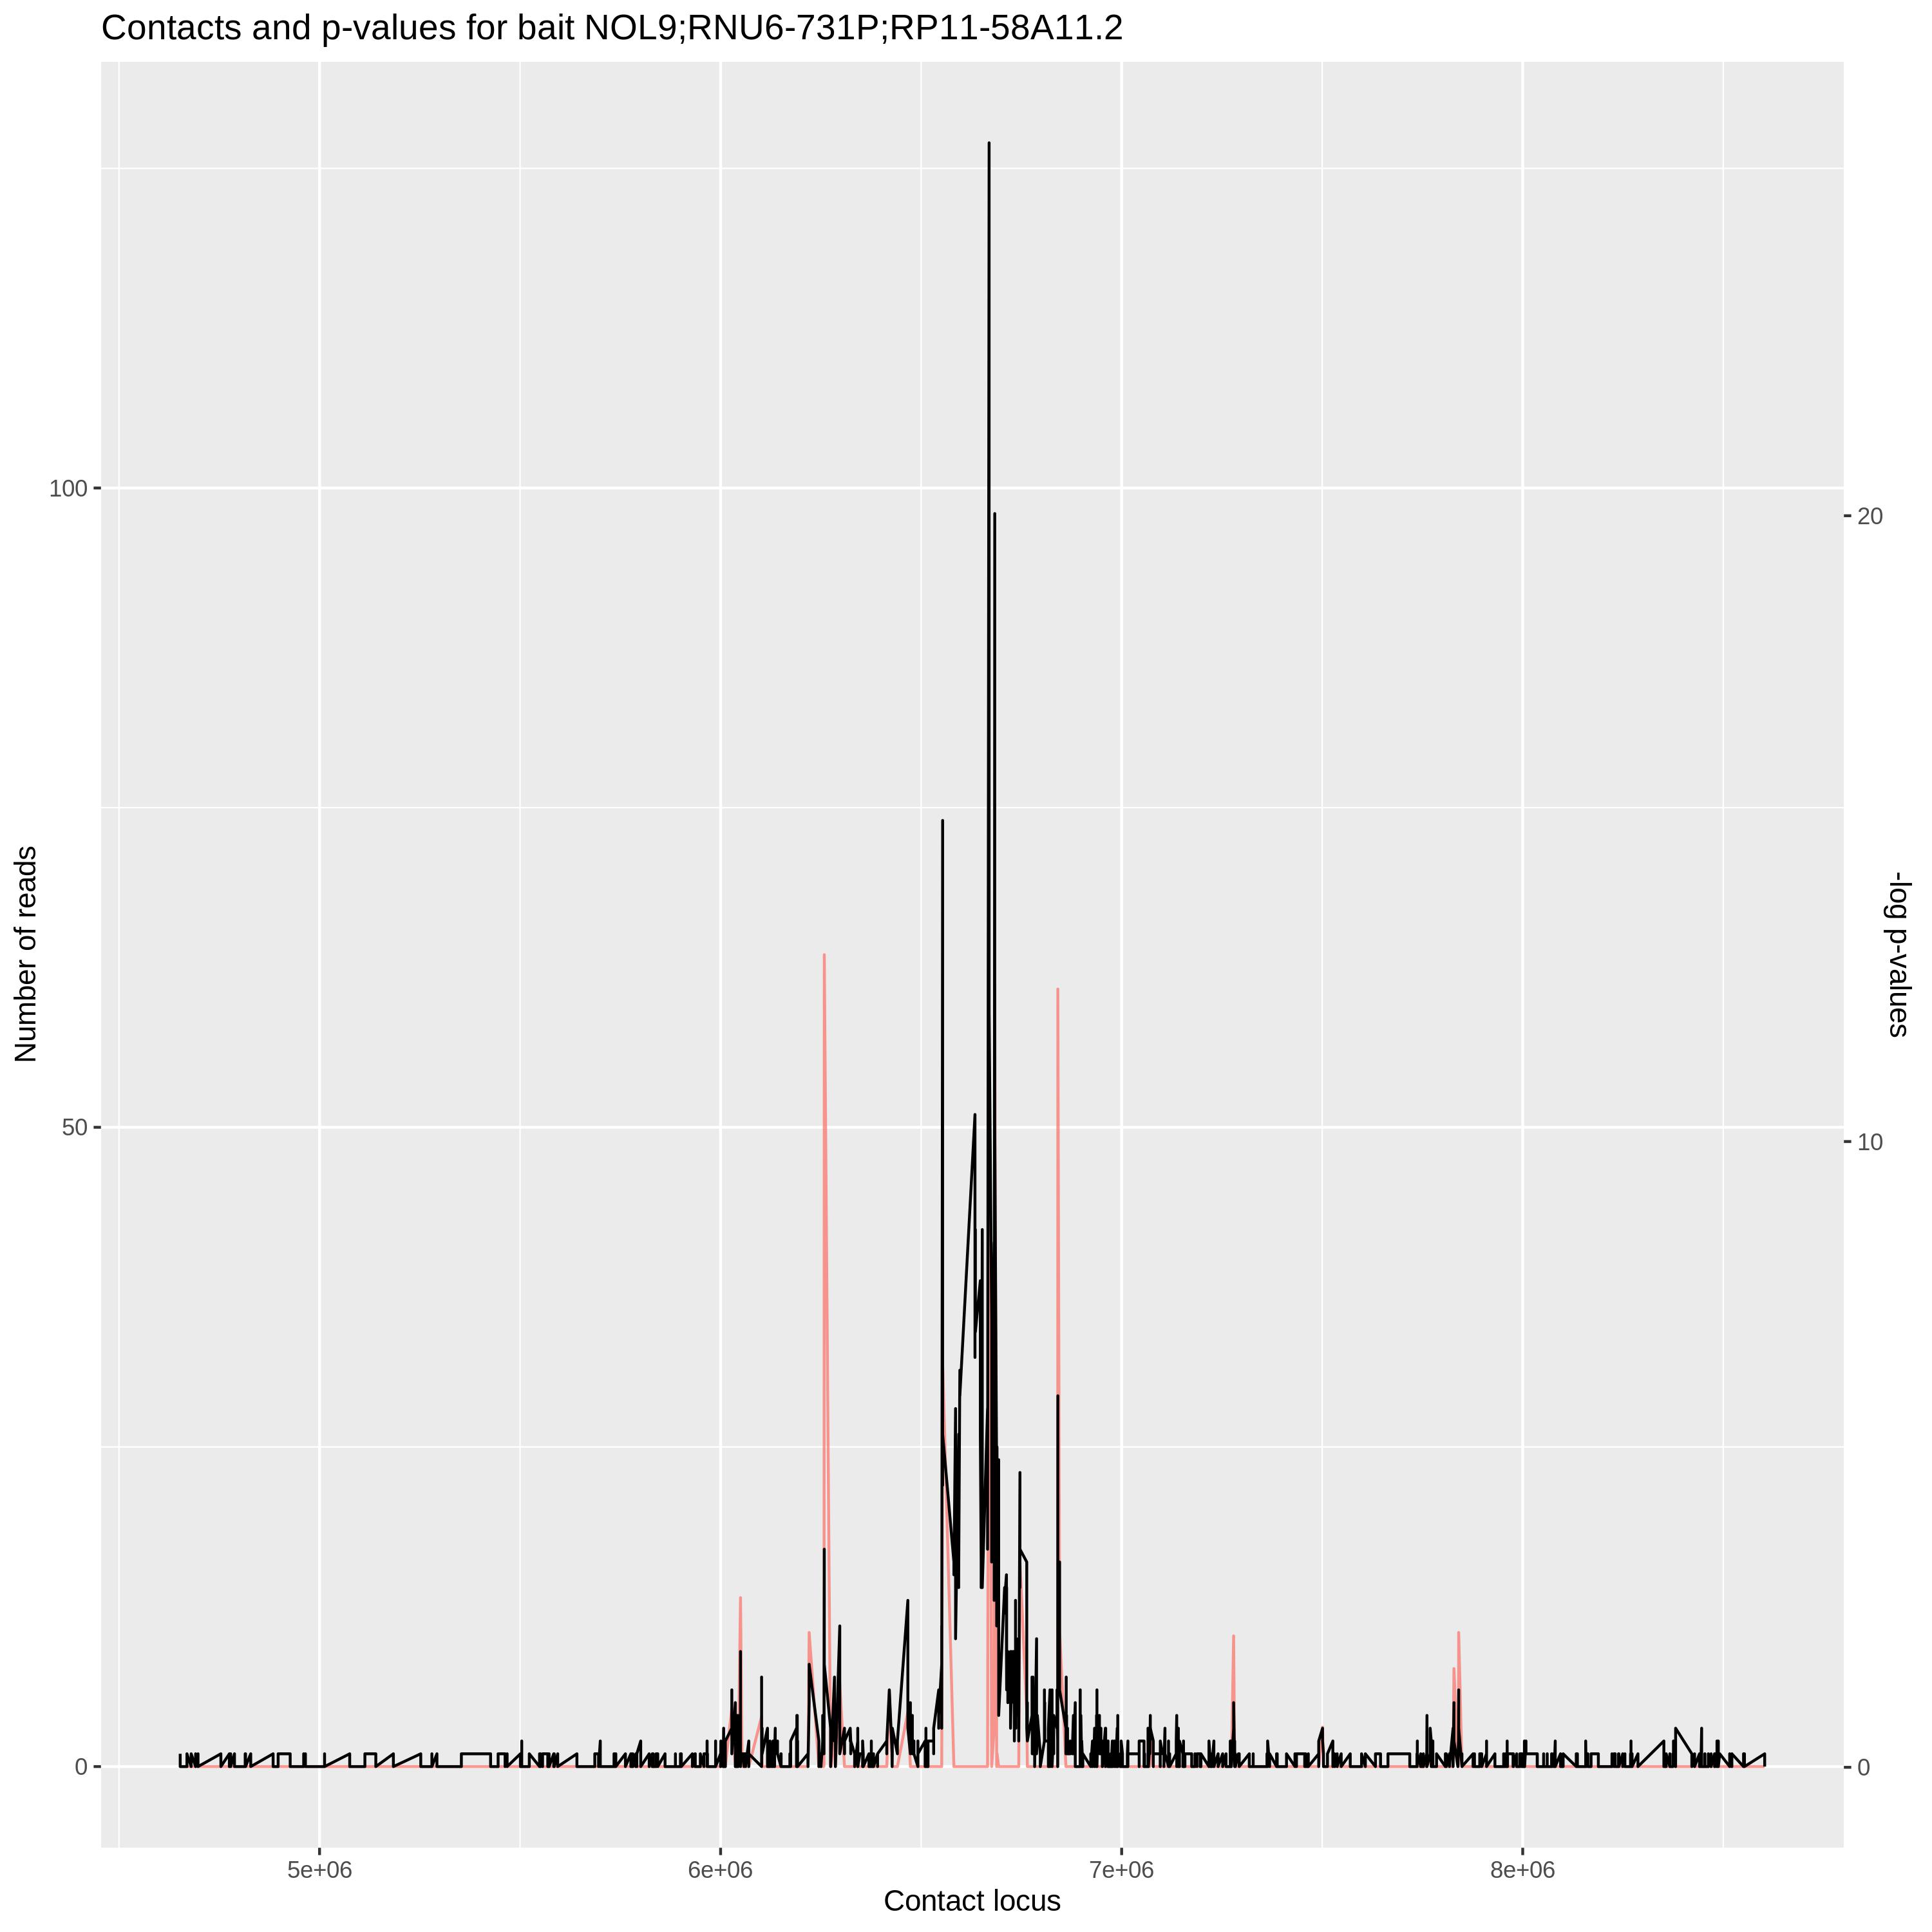 Contacts and p-values for bait NOL9;RNU6-731P;RP11-58A11.2
Number of reads
100
50
0
20
10
0
-log p-values
5e+06
6e+06
7e+06
8e+06
Contact locus